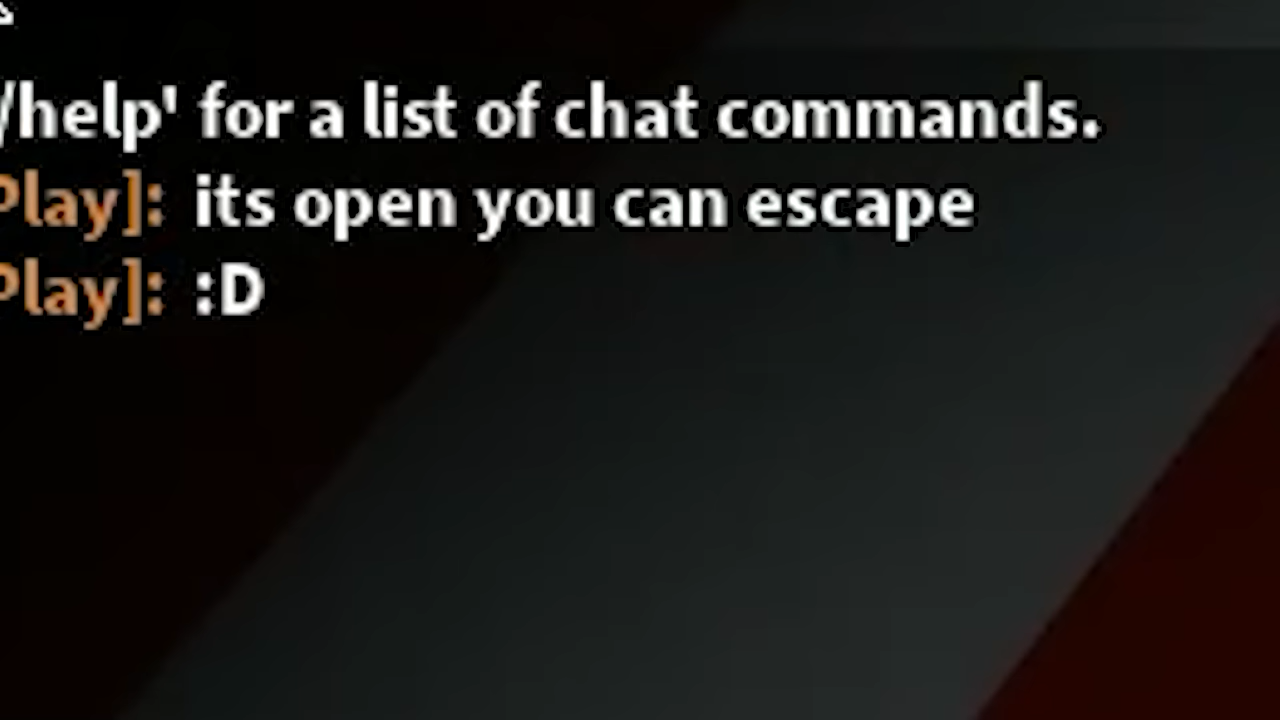 /help' for a list of chat commands.
Play]: its open you can escape
Play]: :D